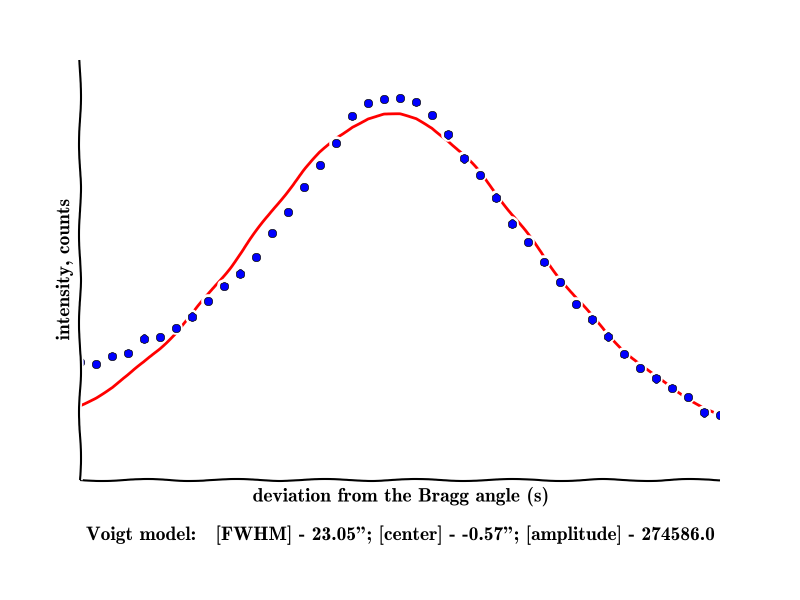 intensity, counts
deviation from the Bragg angle (s)
Voigt model: [FWHM] - 23.05”; [center] - -0.57”; [amplitude] - 274586.0